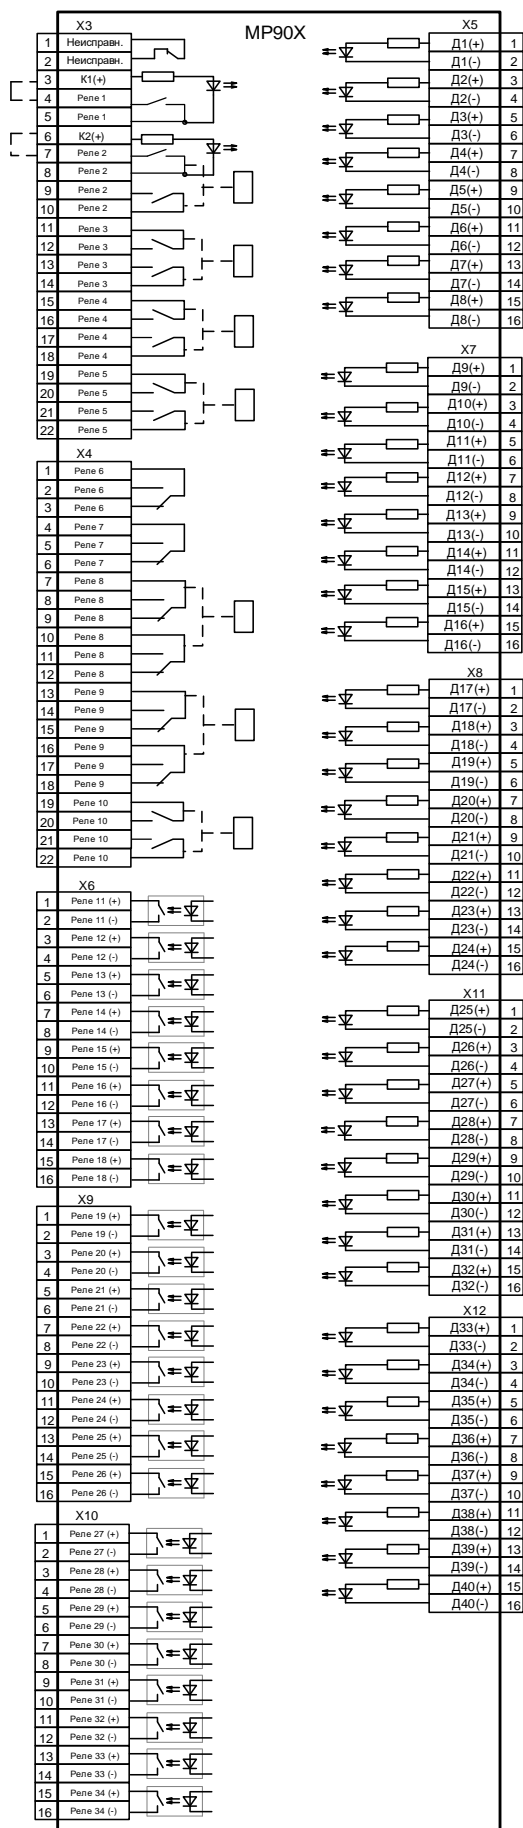 МР90Х
X3
1 Неисправн.
2 Неисправн.
3 К1(+)
4 Реле 1
5 Реле 1
6 К2(+)
7 Реле 2
8 Реле 2
9 Реле 2
10 Реле 2
11 Реле 3
12 Реле 3
13 Реле 3
14 Реле 3
15 Реле 4
16 Реле 4
17 Реле 4
18 Реле 4
19 Реле 5
20 Реле 5
21 Реле 5
22 Реле 5
X4
1 Реле 6
2 Реле 6
3 Реле 6
4 Реле 7
5 Реле 7
6 Реле 7
7 Реле 8
8 Реле 8
9 Реле 8
10 Реле 8
11 Реле 8
12 Реле 8
13 Реле 9
14 Реле 9
15 Реле 9
16 Реле 9
17 Реле 9
18 Реле 9
19 Реле 10
20 Реле 10
21 Реле 10
22 Реле 10
X6
1 Реле 11 (+)
2 Реле 11 (-)
3 Реле 12 (+)
4 Реле 12 (-)
5 Реле 13 (+)
6 Реле 13 (-)
7 Реле 14 (+)
8 Реле 14 (-)
9 Реле 15 (+)
10 Реле 15 (-)
11 Реле 16 (+)
12 Реле 16 (-)
13 Реле 17 (+)
14 Реле 17 (-)
15 Реле 18 (+)
16 Реле 18 (-)
X9
1 Реле 19 (+)
2 Реле 19 (-)
3 Реле 20 (+)
4 Реле 20 (-)
5 Реле 21 (+)
6 Реле 21 (-)
7 Реле 22 (+)
8 Реле 22 (-)
9 Реле 23 (+)
10 Реле 23 (-)
11 Реле 24 (+)
12 Реле 24 (-)
13 Реле 25 (+)
14 Реле 25 (-)
15 Реле 26 (+)
16 Реле 26 (-)
X10
1 Реле 27 (+)
2 Реле 27 (-)
3 Реле 28 (+)
4 Реле 28 (-)
5 Реле 29 (+)
6 Реле 29 (-)
7 Реле 30 (+)
8 Реле 30 (-)
9 Реле 31 (+)
10 Реле 31 (-)
11 Реле 32 (+)
12 Реле 32 (-)
13 Реле 33 (+)
14 Реле 33 (-)
15 Реле 34 (+)
16 Реле 34 (-)
X5
Д1(+) 1
Д1(-) 2
Д2(+) 3
Д2(-) 4
Д3(+) 5
Д3(-) 6
Д4(+) 7
Д4(-) 8
Д5(+) 9
Д5(-) 10
Д6(+) 11
Д6(-) 12
Д7(+) 13
Д7(-) 14
Д8(+) 15
Д8(-) 16
X7
Д9(+) 1
Д9(-) 2
Д10(+) 3
Д10(-) 4
Д11(+) 5
Д11(-) 6
Д12(+) 7
Д12(-) 8
Д13(+) 9
Д13(-) 10
Д14(+) 11
Д14(-) 12
Д15(+) 13
Д15(-) 14
Д16(+) 15
Д16(-) 16
X8
Д17(+) 1
Д17(-) 2
Д18(+) 3
Д18(-) 4
Д19(+) 5
Д19(-) 6
Д20(+) 7
Д20(-) 8
Д21(+) 9
Д21(-) 10
Д22(+) 11
Д22(-) 12
Д23(+) 13
Д23(-) 14
Д24(+) 15
Д24(-) 16
X11
Д25(+) 1
Д25(-) 2
Д26(+) 3
Д26(-) 4
Д27(+) 5
Д27(-) 6
Д28(+) 7
Д28(-) 8
Д29(+) 9
Д29(-) 10
Д30(+) 11
Д30(-) 12
Д31(+) 13
Д31(-) 14
Д32(+) 15
Д32(-) 16
X12
Д33(+) 1
Д33(-) 2
Д34(+) 3
Д34(-) 4
Д35(+) 5
Д35(-) 6
Д36(+) 7
Д36(-) 8
Д37(+) 9
Д37(-) 10
Д38(+) 11
Д38(-) 12
Д39(+) 13
Д39(-) 14
Д40(+) 15
Д40(-) 16